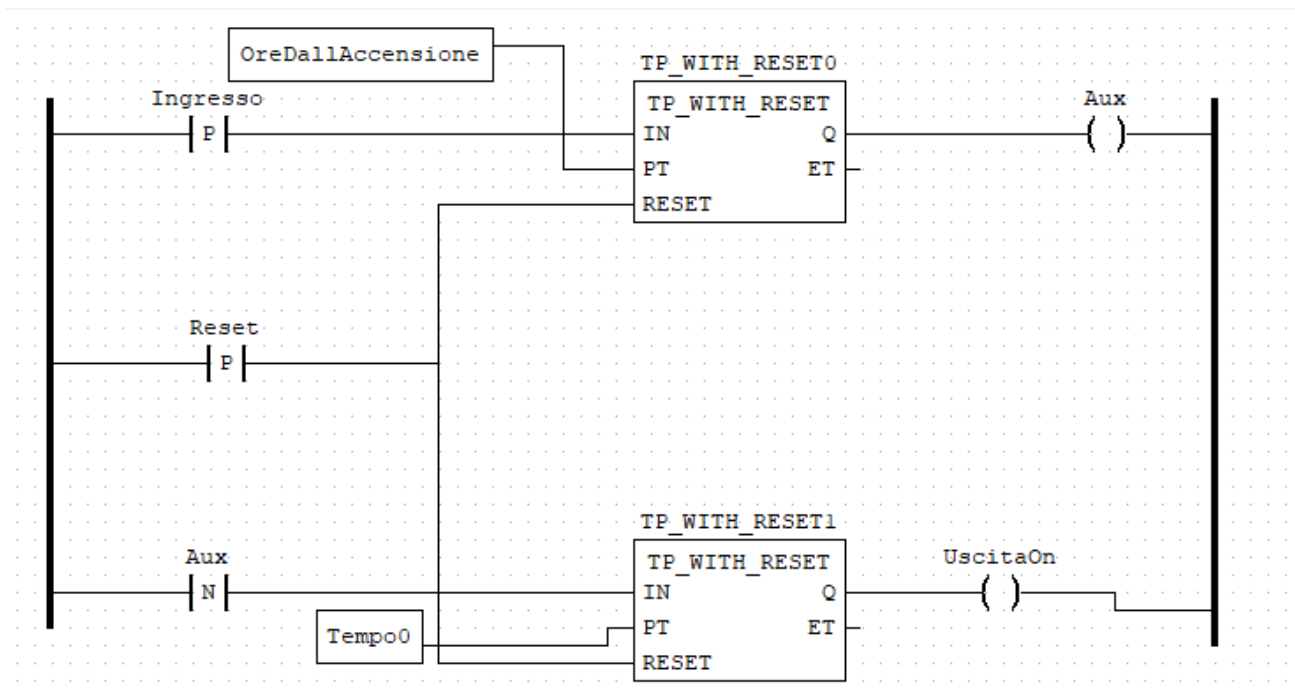 OreDallAccensione
TP_WITH_RESET0
Ingresso
TP_WITH_RESET
Aux
P
IN
Q
PT
ET
RESET
Reset
P
TP_WITH_RESET1
Aux
TP_WITH_RESET
UscitaOn
N
IN
Q
Tempo0
PT
ET
RESET